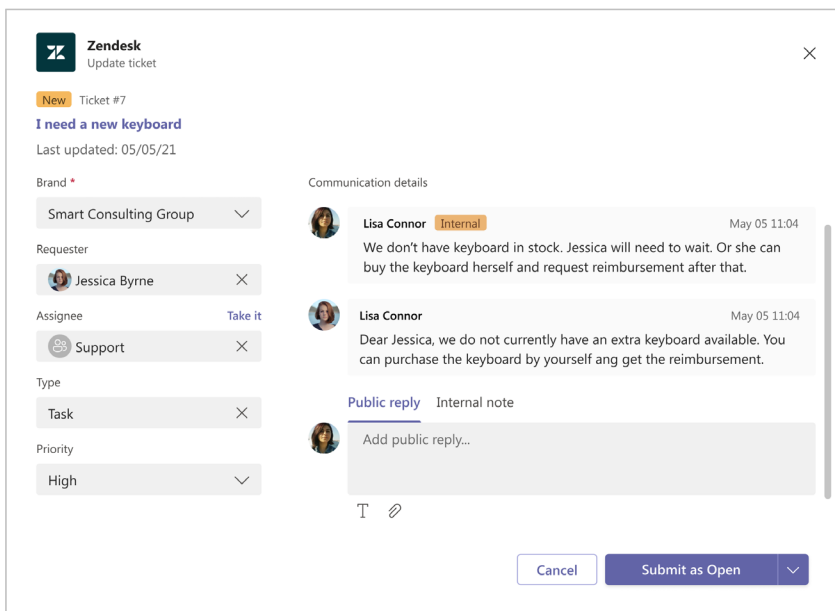 Zendesk
Update ticket
New Ticket #7
I need a new keyboard
Last updated: 05/05/21
Brand *
Smart Consulting Group
Requester
Jessica Byrne
Assignee Take it
Support
Type
Task
Priority
High
Communication details
Lisa Connor Internal May 05 11:04
We don't have keyboard in stock. Jessica will need to wait. Or she can
buy the keyboard herself and request reimbursement after that.
Lisa Connor May 05 11:04
Dear Jessica, we do not currently have an extra keyboard available. You
can purchase the keyboard by yourself ang get the reimbursement.
Public reply Internal note
Add public reply...
Cancel Submit as Open